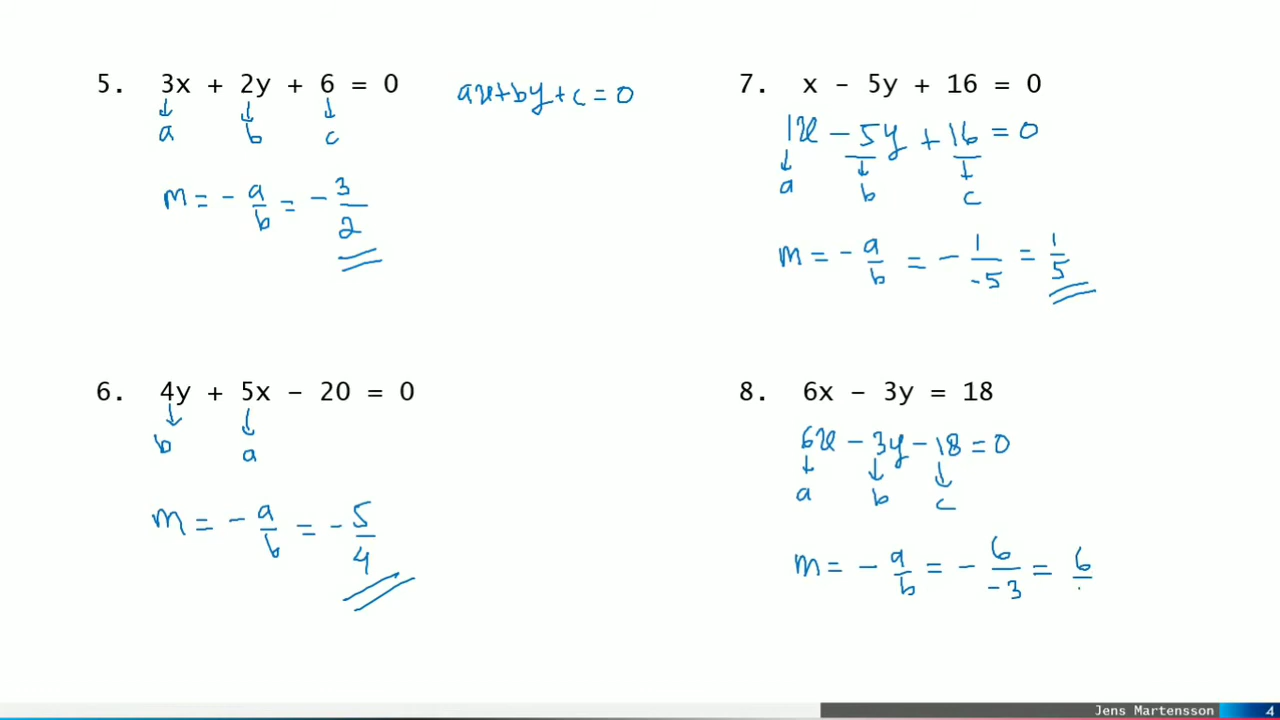 5. 3x + 2y + 6 = 0
ax+by+c=0
a b c
m = - a/b = - 3/2
6. 4y + 5x - 20 = 0
b a
m = - a/b = - 5/4
7. x - 5y + 16 = 0
1x - 5y + 16 = 0
a b c
m = - a/b = - 1/-5 = 1/5
8. 6x - 3y = 18
6x - 3y - 18 = 0
a b c
m = - a/b = - 6/-3 = 6/
Jens Martensson 4